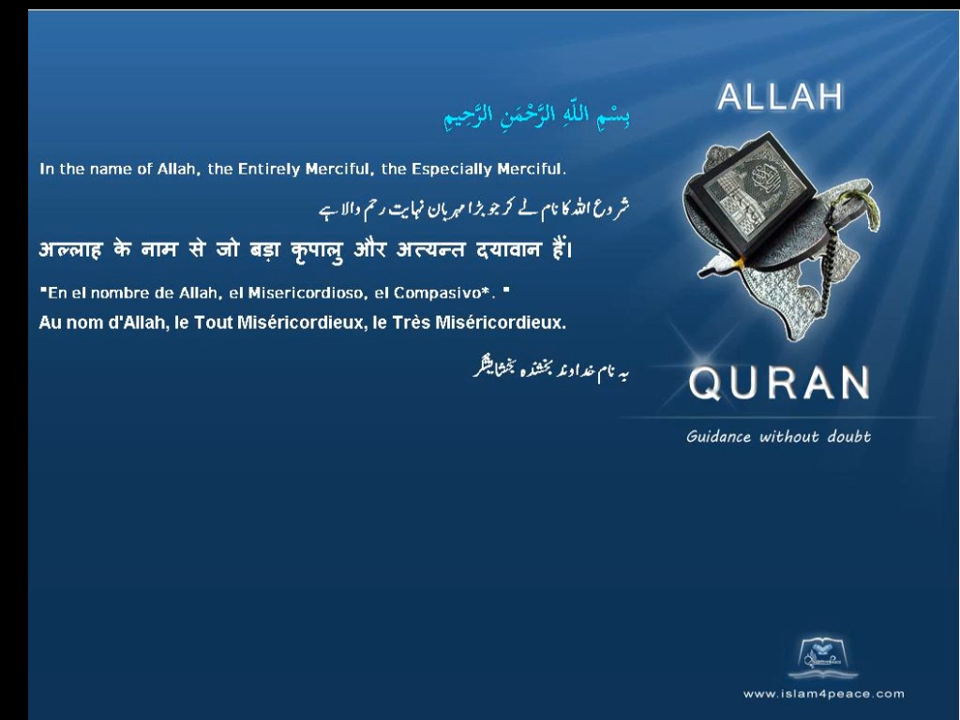 بِسْمِ اللَّهِ الرَّحْمَنِ الرَّحِيمِ
In the name of Allah, the Entirely Merciful, the Especially Merciful.
شروع اللہ کا نام لے کر جو بڑا مہربان نہایت رحم والا ہے
अल्लाह के नाम से जो बड़ा कृपालु और अत्यन्त दयावान हैं।
"En el nombre de Allah, el Misericordioso, el Compasivo*. "
Au nom d'Allah, le Tout Miséricordieux, le Très Miséricordieux.
به نام خداوند بخشنده بخشایشگر
ALLAH
QURAN
Guidance without doubt
www.islam4peace.com